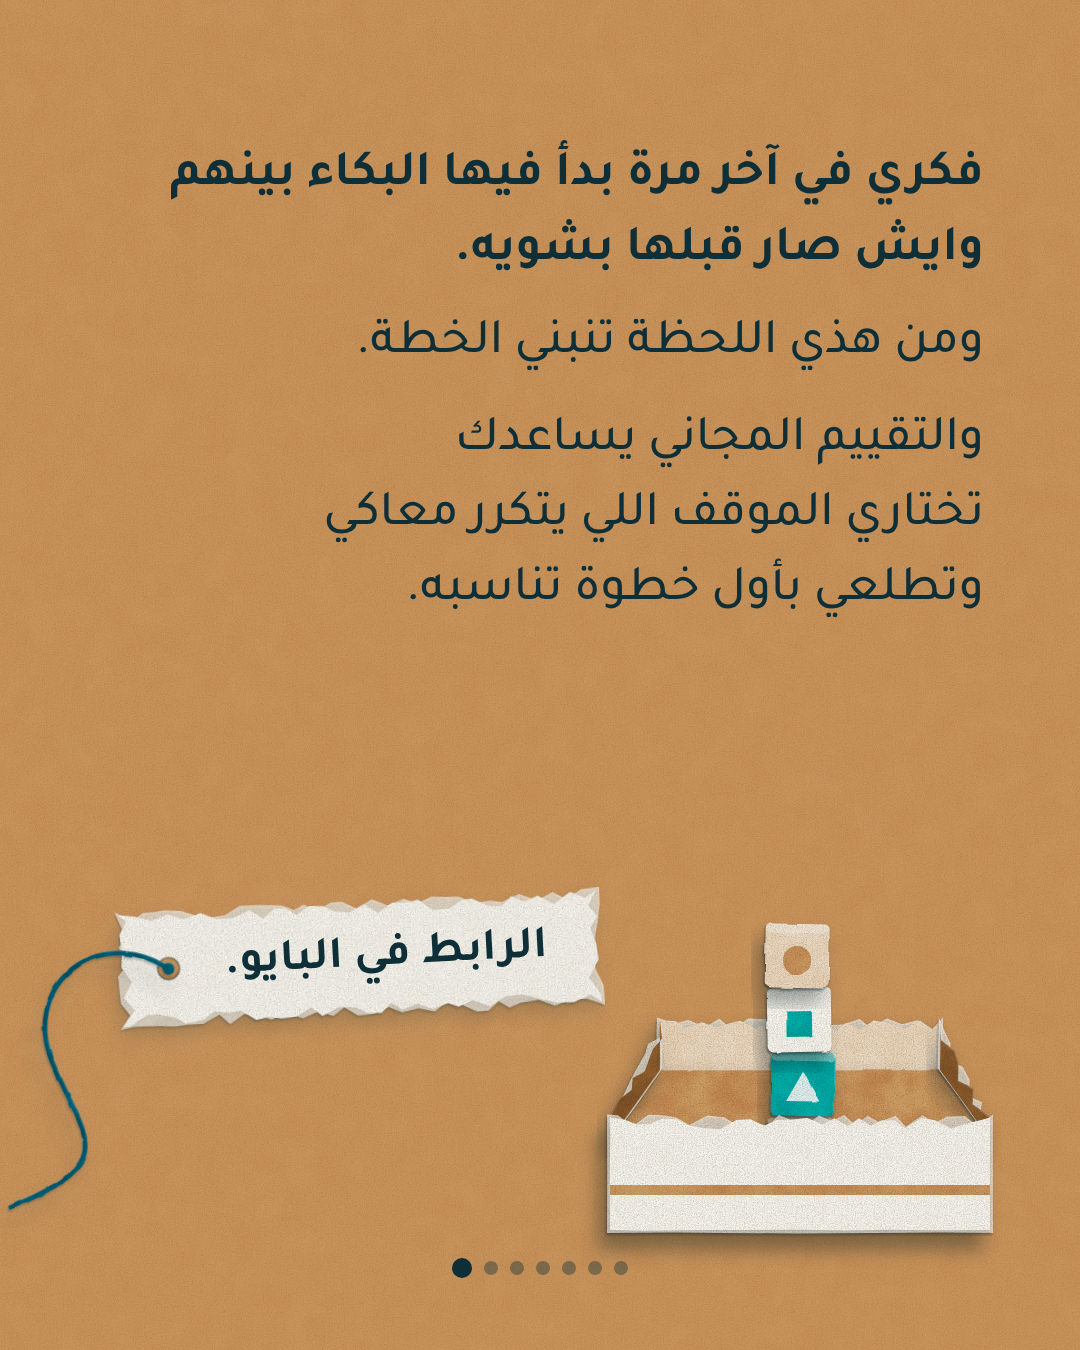 فكري في آخر مرة بدأ فيها البكاء بينهم
وايش صار قبلها بشويه.
ومن هذي اللحظة تنبني الخطة.
والتقييم المجاني يساعدك
تختاري الموقف اللي يتكرر معاكي
وتطلعي بأول خطوة تناسبه.
الرابط في البايو.